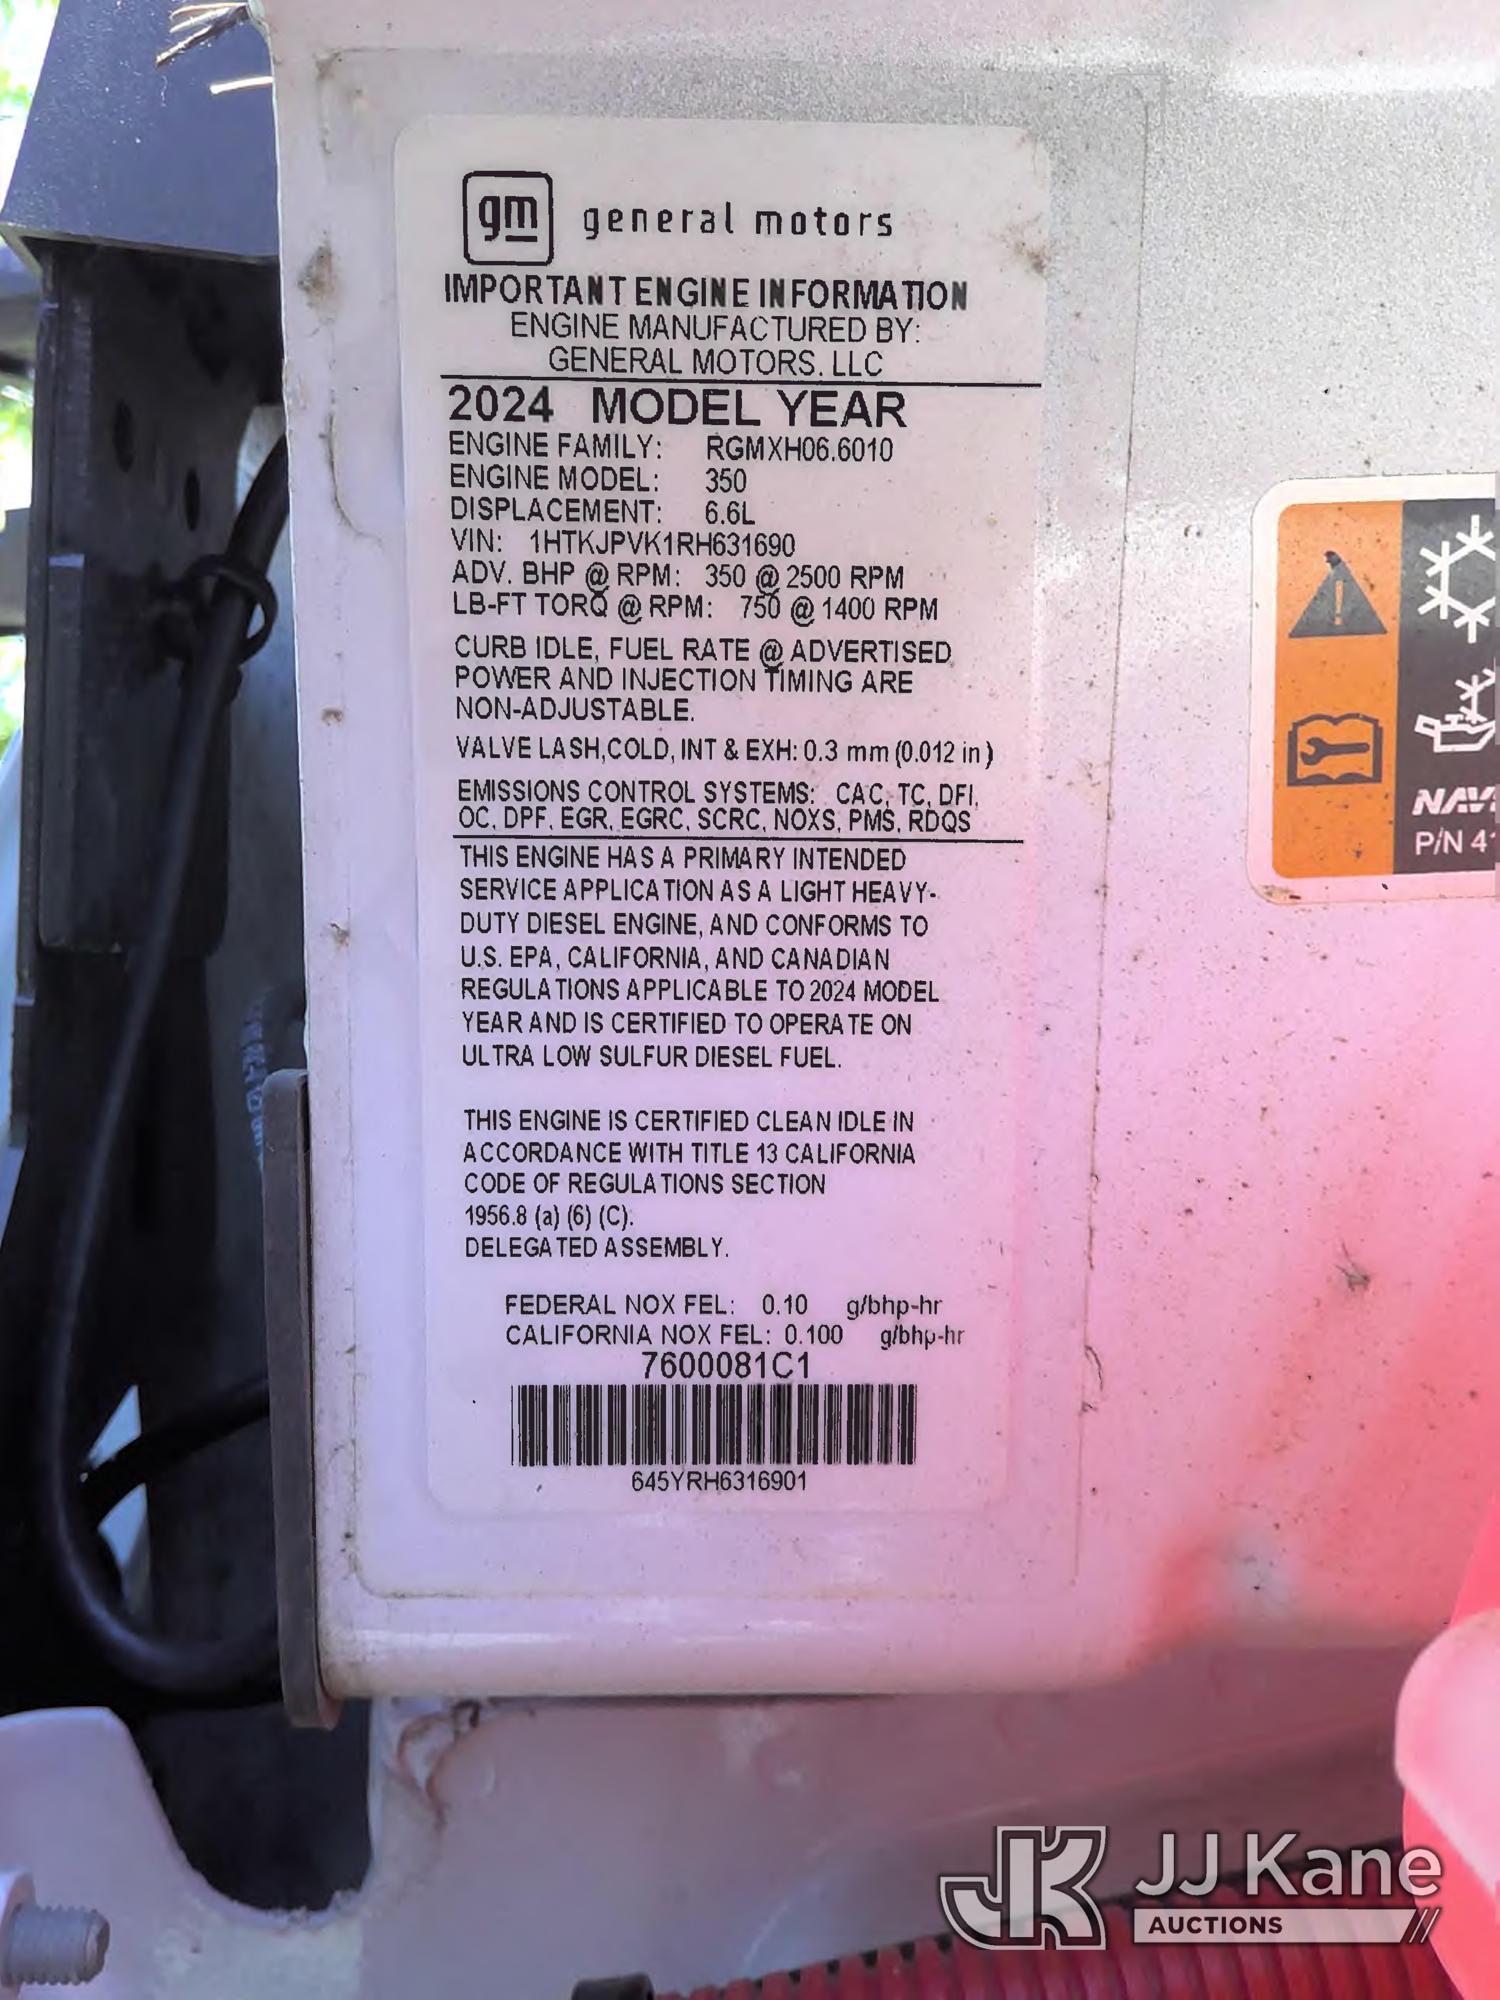 gm general motors
IMPORTANT ENGINE INFORMATION
ENGINE MANUFACTURED BY:
GENERAL MOTORS. LLC
2024 MODEL YEAR
ENGINE FAMILY: RGMXH06.6010
ENGINE MODEL: 350
DISPLACEMENT: 6.6L
VIN: 1HTKJPVK1RH631690
ADV. BHP @ RPM: 350 @ 2500 RPM
LB-FT TORQ @ RPM: 750 @ 1400 RPM
CURB IDLE, FUEL RATE @ ADVERTISED
POWER AND INJECTION TIMING ARE
NON-ADJUSTABLE.
VALVE LASH,COLD, INT & EXH: 0.3 mm (0.012 in)
EMISSIONS CONTROL SYSTEMS: CAC, TC, DFI,
OC, DPF, EGR, EGRC, SCRC, NOXS, PMS, RDQS
THIS ENGINE HAS A PRIMARY INTENDED
SERVICE APPLICATION AS A LIGHT HEAVY-
DUTY DIESEL ENGINE, AND CONFORMS TO
U.S. EPA, CALIFORNIA, AND CANADIAN
REGULATIONS APPLICABLE TO 2024 MODEL
YEAR AND IS CERTIFIED TO OPERATE ON
ULTRA LOW SULFUR DIESEL FUEL.
THIS ENGINE IS CERTIFIED CLEAN IDLE IN
ACCORDANCE WITH TITLE 13 CALIFORNIA
CODE OF REGULATIONS SECTION
1956.8 (a) (6) (C).
DELEGATED ASSEMBLY.
FEDERAL NOX FEL: 0.10 g/bhp-hr
CALIFORNIA NOX FEL: 0.100 g/bhp-hr
7600081C1
645YRH6316901
P/N 41
JK JJ Kane
AUCTIONS